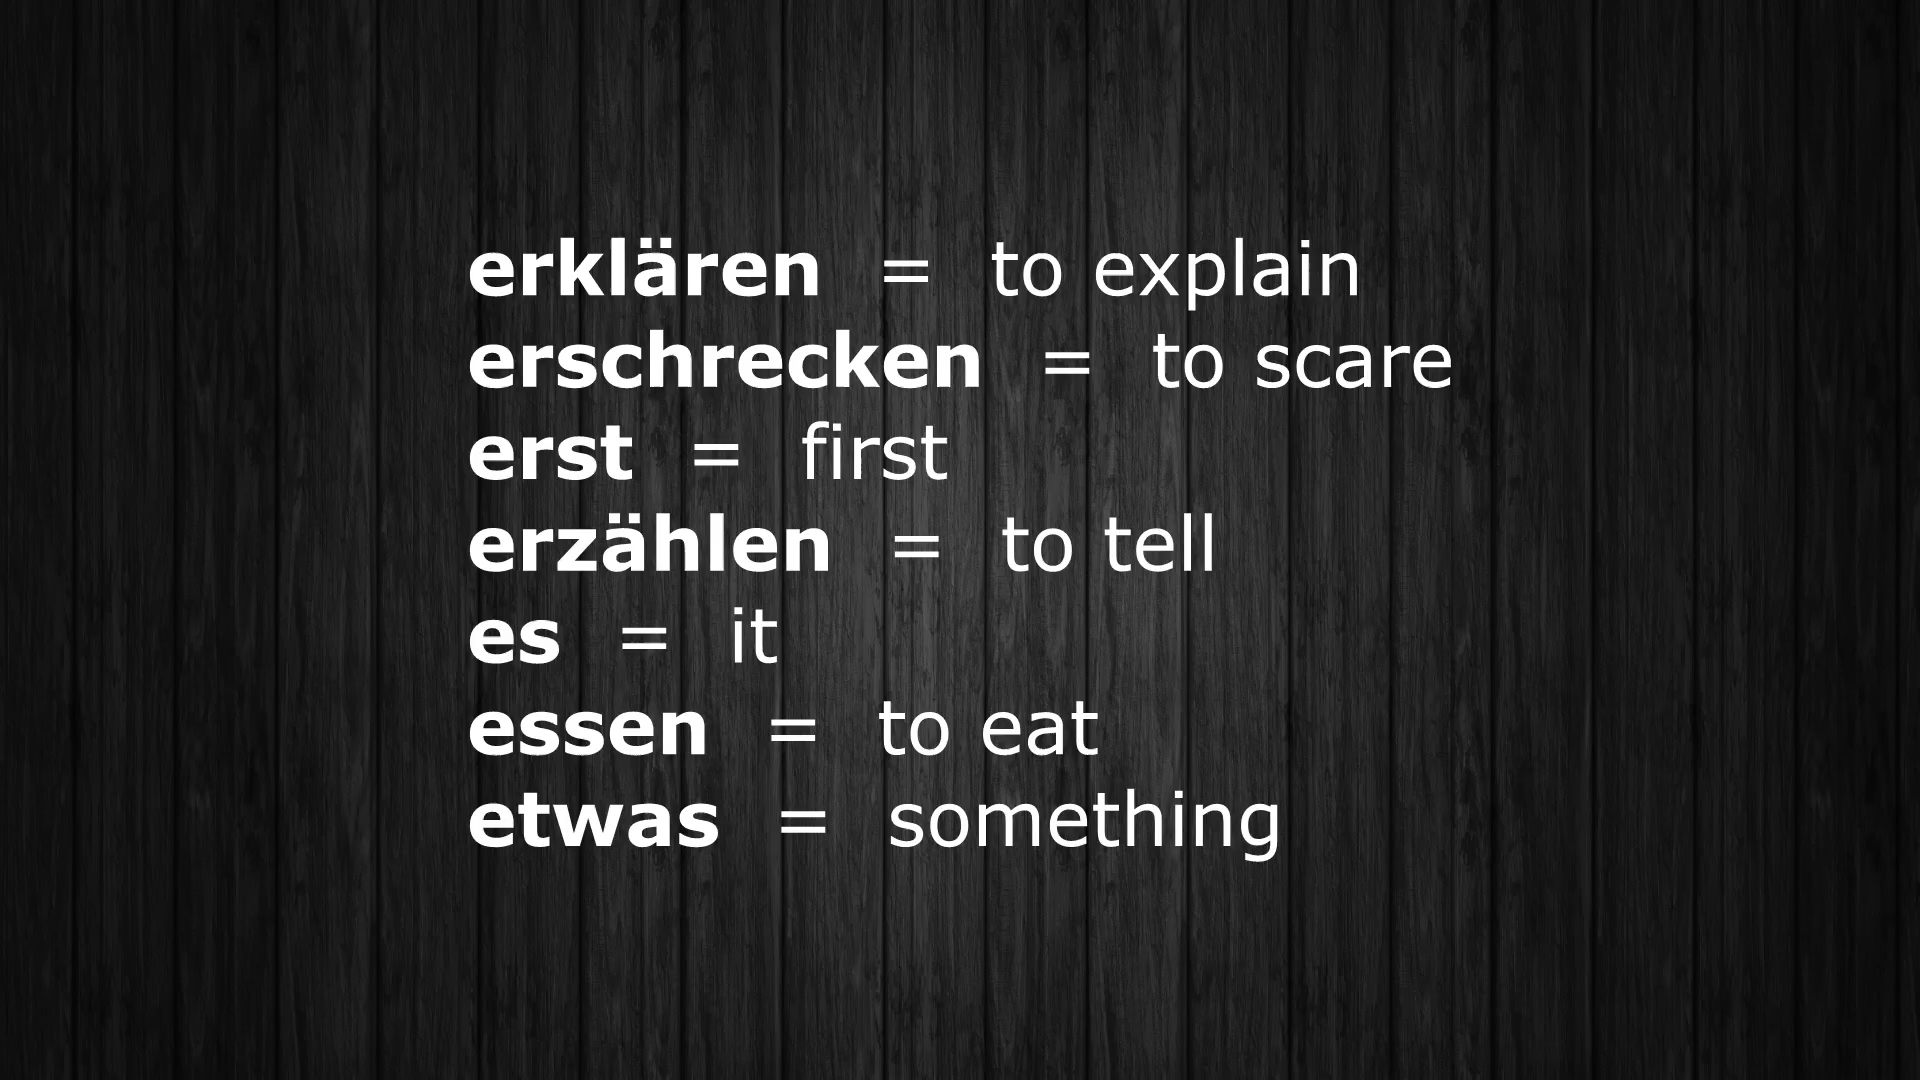 erklären = to explain
erschrecken = to scare
erst = first
erzählen = to tell
es = it
essen = to eat
etwas = something